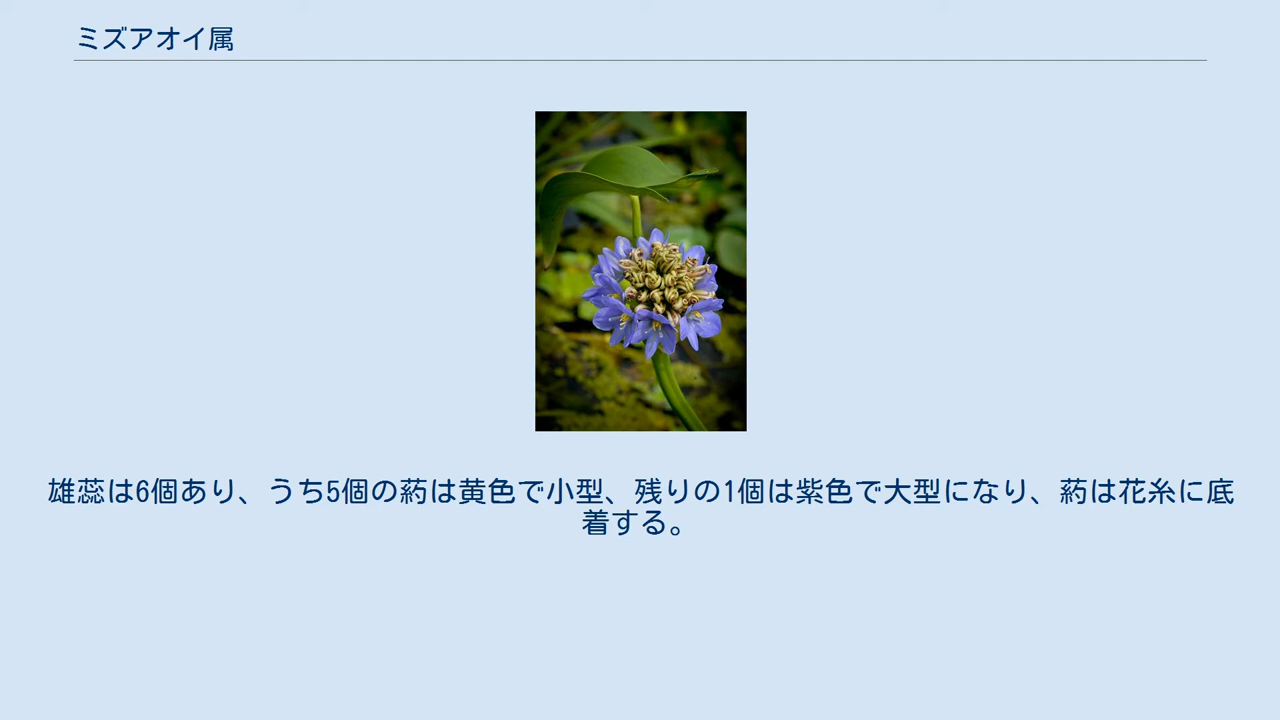 ミズアオイ属
雄蕊は6個あり、うち5個の葯は黄色で小型、残りの1個は紫色で大型になり、葯は花糸に底
着する。